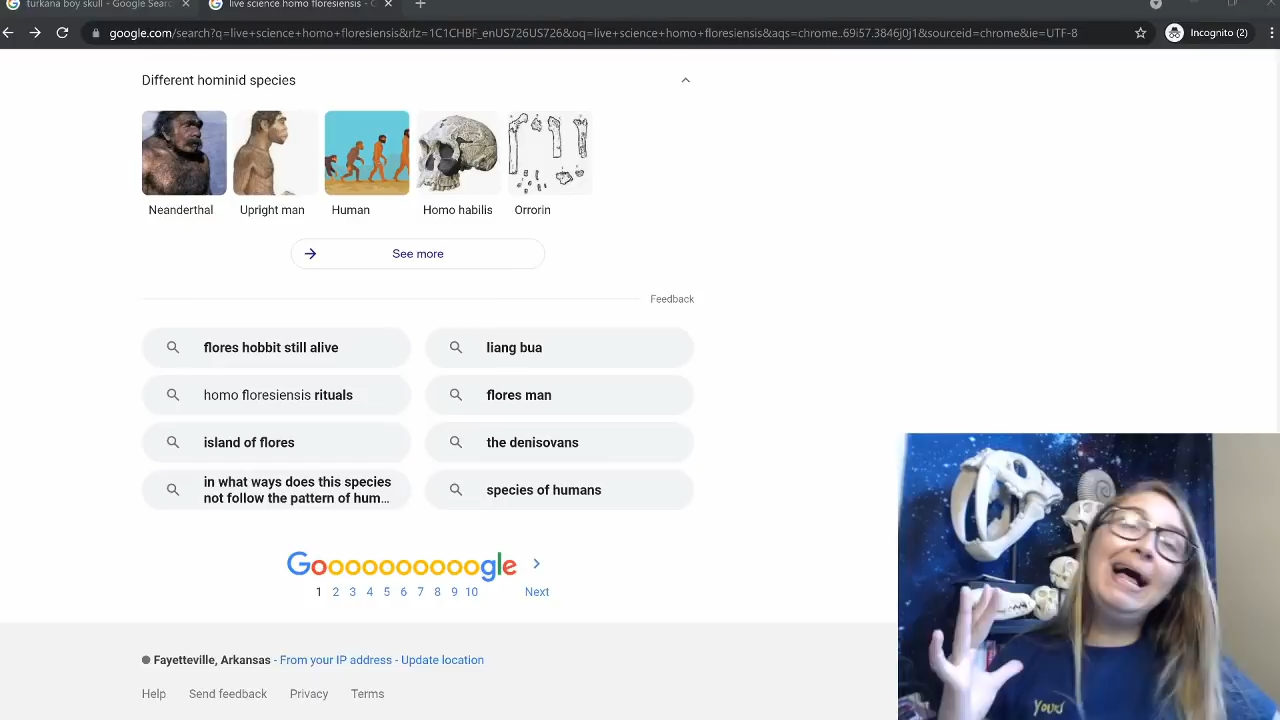 turkana boy skull - Google Sear
live science homo floresiensis -
google.com/search?q=live+science+homo+floresiensis&rlz=1C1CHBF_enUS726US726&oq=live+science+homo+floresiensis&aqs=chrome..69i57.3846j0j1&sourceid=chrome&ie=UTF-8
Incognito (2)
Different hominid species
Neanderthal
Upright man
Human
Homo habilis
Orrorin
See more
Feedback
flores hobbit still alive
liang bua
homo floresiensis rituals
flores man
island of flores
the denisovans
in what ways does this species
not follow the pattern of hum...
species of humans
Goooooooooogle
1 2 3 4 5 6 7 8 9 10 Next
Fayetteville, Arkansas - From your IP address - Update location
Help Send feedback Privacy Terms